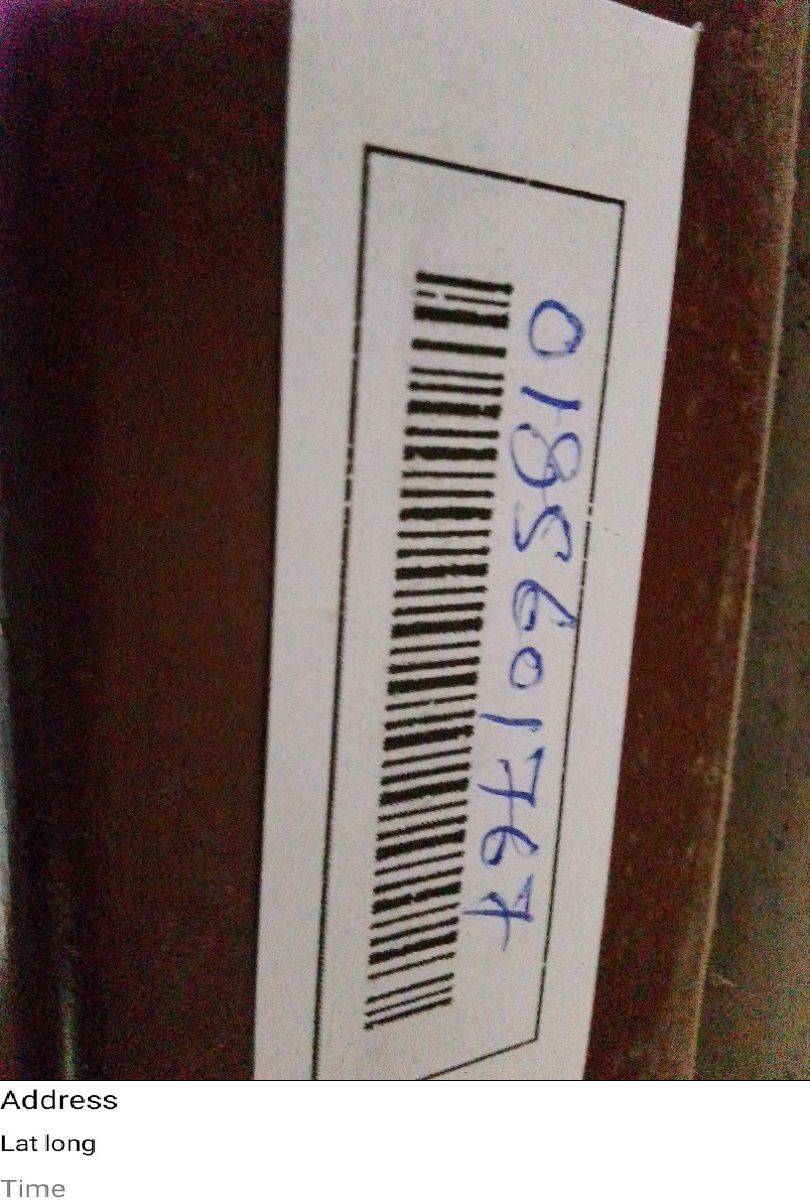 0185601767
Address
Lat long
Time